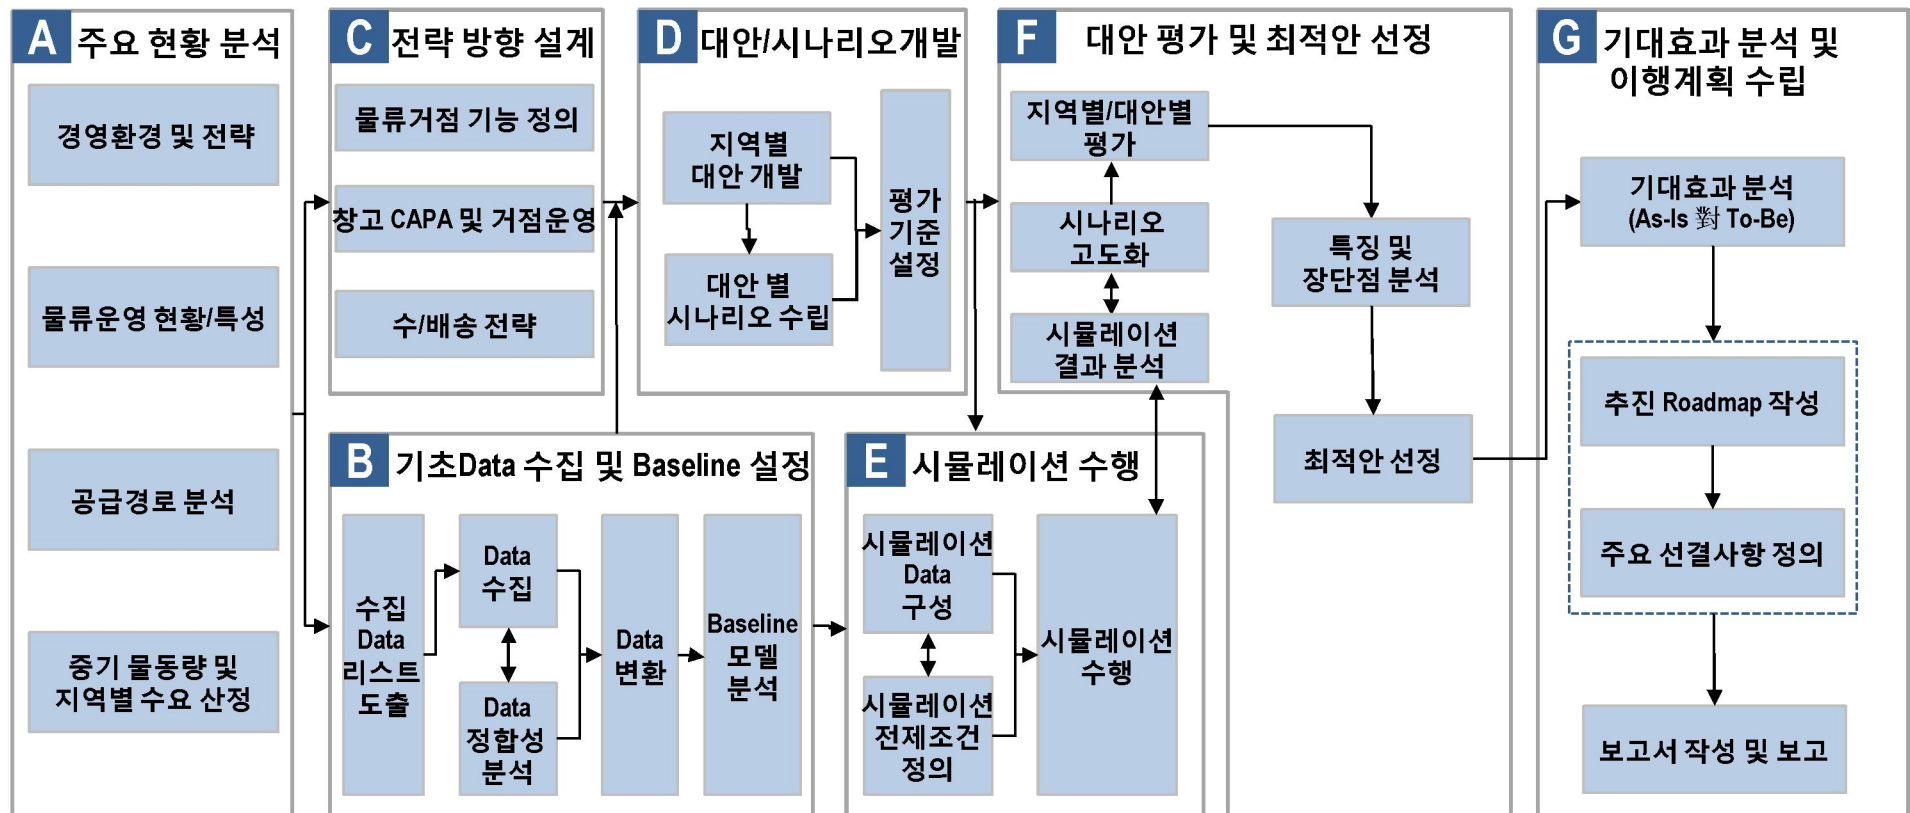 A 주요 현황 분석
경영환경 및 전략
물류운영 현황/특성
공급경로 분석
중기 물동량 및
지역별 수요 산정
B 기초Data 수집 및 Baseline 설정
수집
Data
리스트
도출
Data
수집
Data
정합성
분석
Data
변환
Baseline
모델
분석
C 전략 방향 설계
물류거점 기능 정의
창고 CAPA 및 거점운영
수/배송 전략
D 대안/시나리오개발
지역별
대안 개발
대안 별
시나리오 수립
평가
기준
설정
E 시뮬레이션 수행
시뮬레이션
Data
구성
시뮬레이션
전제조건
정의
시뮬레이션
수행
F 대안 평가 및 최적안 선정
지역별/대안별
평가
시나리오
고도화
시뮬레이션
결과 분석
특징 및
장단점 분석
최적안 선정
G 기대효과 분석 및
이행계획 수립
기대효과 분석
(As-Is 對 To-Be)
추진 Roadmap 작성
주요 선결사항 정의
보고서 작성 및 보고